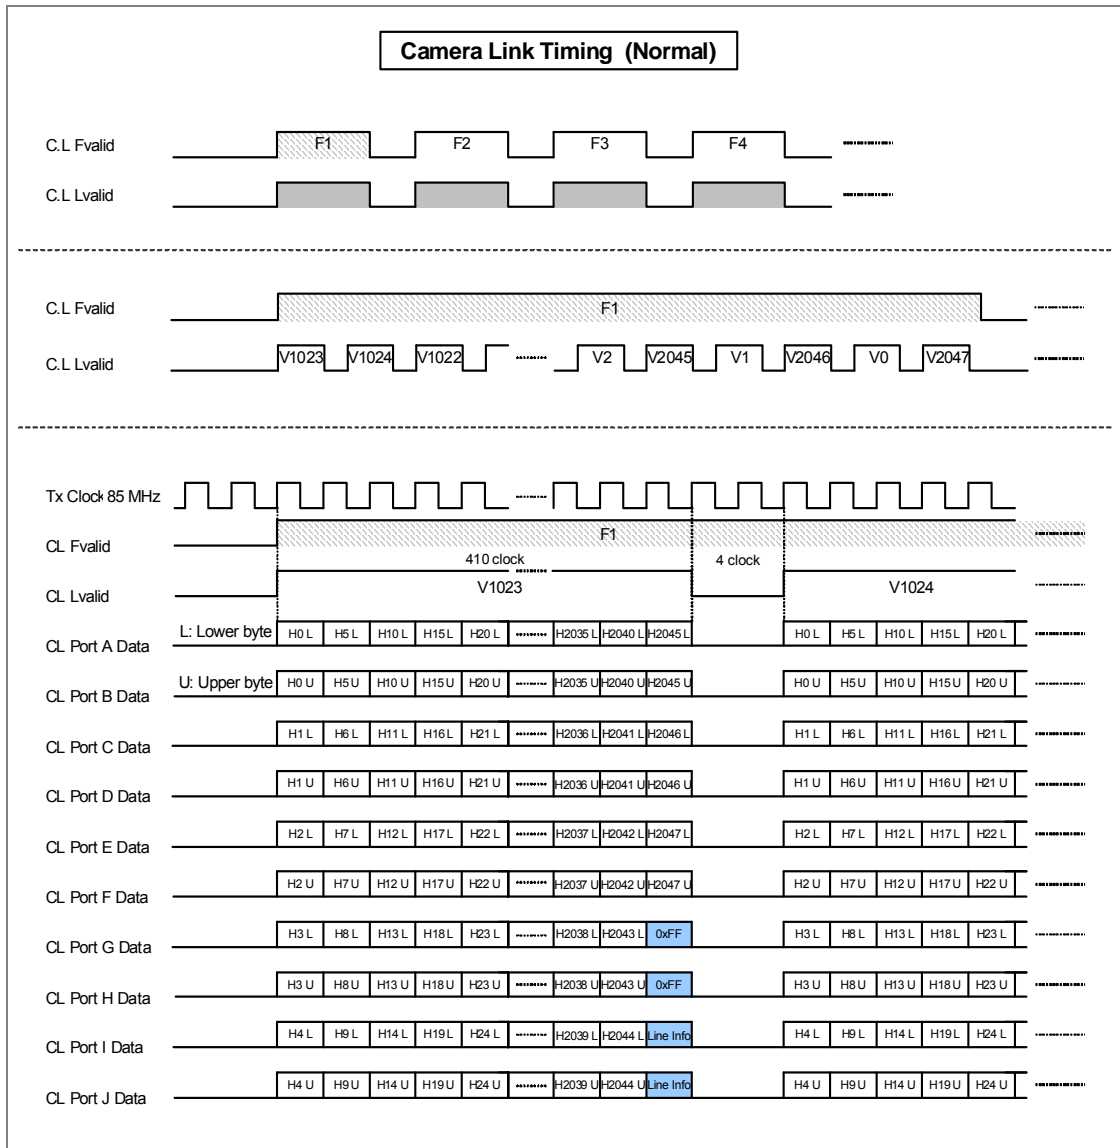 Camera Link Timing (Normal)
C.L Fvalid F1 F2 F3 F4
C.L Lvalid
C.L Fvalid F1
C.L Lvalid V1023 V1024 V1022 V2 V2045 V1 V2046 V0 V2047
Tx Clock 85 MHz
CL Fvalid F1
410 clock 4 clock
CL Lvalid V1023 V1024
L: Lower byte
CL Port A Data H0 L H5 L H10 L H15 L H20 L H2035 L H2040 L H2045 L H0 L H5 L H10 L H15 L H20 L
U: Upper byte
CL Port B Data H0 U H5 U H10 U H15 U H20 U H2035 U H2040 U H2045 U H0 U H5 U H10 U H15 U H20 U
CL Port C Data H1 L H6 L H11 L H16 L H21 L H2036 L H2041 L H2046 L H1 L H6 L H11 L H16 L H21 L
CL Port D Data H1 U H6 U H11 U H16 U H21 U H2036 U H2041 U H2046 U H1 U H6 U H11 U H16 U H21 U
CL Port E Data H2 L H7 L H12 L H17 L H22 L H2037 L H2042 L H2047 L H2 L H7 L H12 L H17 L H22 L
CL Port F Data H2 U H7 U H12 U H17 U H22 U H2037 U H2042 U H2047 U H2 U H7 U H12 U H17 U H22 U
CL Port G Data H3 L H8 L H13 L H18 L H23 L H2038 L H2043 L 0xFF H3 L H8 L H13 L H18 L H23 L
CL Port H Data H3 U H8 U H13 U H18 U H23 U H2038 U H2043 U 0xFF H3 U H8 U H13 U H18 U H23 U
CL Port I Data H4 L H9 L H14 L H19 L H24 L H2039 L H2044 L Line Info H4 L H9 L H14 L H19 L H24 L
CL Port J Data H4 U H9 U H14 U H19 U H24 U H2039 U H2044 U Line Info H4 U H9 U H14 U H19 U H24 U